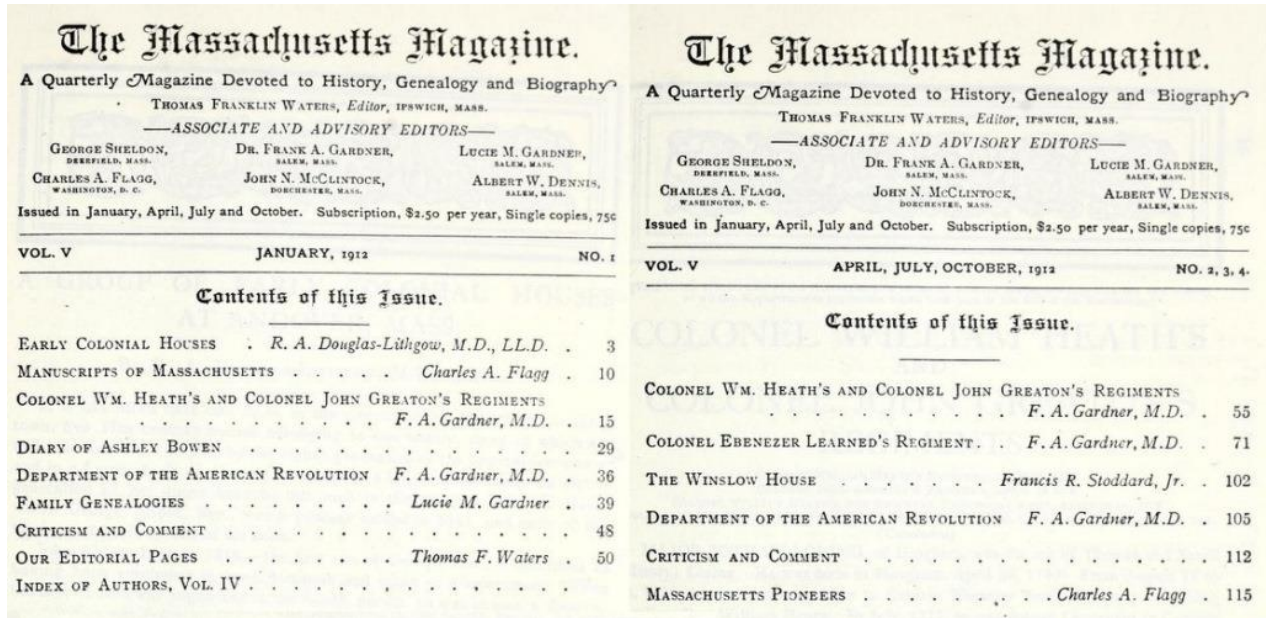 The Massachusetts Magazine.
A Quarterly Magazine Devoted to History, Genealogy and Biography
THOMAS FRANKLIN WATERS, Editor, IPSWICH, MASS.
—ASSOCIATE AND ADVISORY EDITORS—
GEORGE SHELDON, DR. FRANK A. GARDNER, LUCIE M. GARDNER,
DEERFIELD, MASS. SALEM, MASS. SALEM, MASS.
CHARLES A. FLAGG, JOHN N. McCLINTOCK, ALBERT W. DENNIS,
WASHINGTON, D. C. DORCHESTER, MASS. SALEM, MASS.
Issued in January, April, July and October. Subscription, $2.50 per year, Single copies, 75c
VOL. V JANUARY, 1912 NO. 1
Contents of this Issue.
EARLY COLONIAL HOUSES . R. A. Douglas-Lithgow, M.D., LL.D. . 3
MANUSCRIPTS OF MASSACHUSETTS . . . . . Charles A. Flagg . 10
COLONEL WM. HEATH'S AND COLONEL JOHN GREATON'S REGIMENTS
. . . . . F. A. Gardner, M.D. . 15
DIARY OF ASHLEY BOWEN . . . . . . . . . . . . 29
DEPARTMENT OF THE AMERICAN REVOLUTION F. A. Gardner, M.D. . 36
FAMILY GENEALOGIES . . . . . . Lucie M. Gardner . 39
CRITICISM AND COMMENT . . . . . . . . . . . . 48
OUR EDITORIAL PAGES . . . . . . Thomas F. Waters . 50
INDEX OF AUTHORS, VOL. IV . . . . . . . . . . . .
The Massachusetts Magazine.
A Quarterly Magazine Devoted to History, Genealogy and Biography
THOMAS FRANKLIN WATERS, Editor, IPSWICH, MASS.
—ASSOCIATE AND ADVISORY EDITORS—
GEORGE SHELDON, DR. FRANK A. GARDNER, LUCIE M. GARDNER,
DEERFIELD, MASS. SALEM, MASS. SALEM, MASS.
CHARLES A. FLAGG, JOHN N. McCLINTOCK, ALBERT W. DENNIS,
WASHINGTON, D. C. DORCHESTER, MASS. SALEM, MASS.
Issued in January, April, July and October. Subscription, $2.50 per year, Single copies, 75c
VOL. V APRIL, JULY, OCTOBER, 1912 NO. 2, 3, 4.
Contents of this Issue.
COLONEL WM. HEATH'S AND COLONEL JOHN GREATON'S REGIMENTS
F. A. Gardner, M.D. . 55
COLONEL EBENEZER LEARNED'S REGIMENT . F. A. Gardner, M.D. . 71
THE WINSLOW HOUSE . . . . . . Francis R. Stoddard, Jr. . 102
DEPARTMENT OF THE AMERICAN REVOLUTION F. A. Gardner, M.D. . 105
CRITICISM AND COMMENT . . . . . . . . . . . . 112
MASSACHUSETTS PIONEERS . . . . . . . Charles A. Flagg . 115